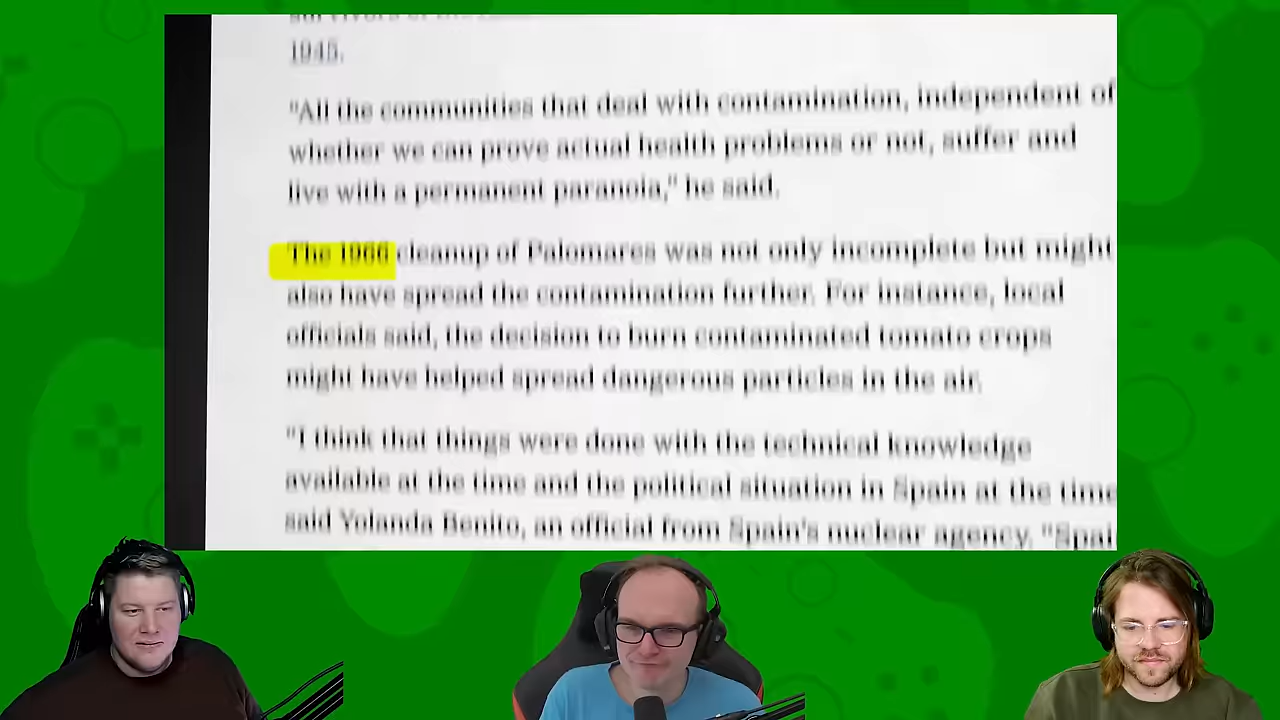 1945.
"All the communities that deal with contamination, independent of
whether we can prove actual health problems or not, suffer and
live with a permanent paranoia," he said.
The 1966 cleanup of Palomares was not only incomplete but might
also have spread the contamination further. For instance, local
officials said, the decision to burn contaminated tomato crops
might have helped spread dangerous particles in the air.
"I think that things were done with the technical knowledge
available at the time and the political situation in Spain at the time
said Yolanda Benito, an official from Spain's nuclear agency. "Spai